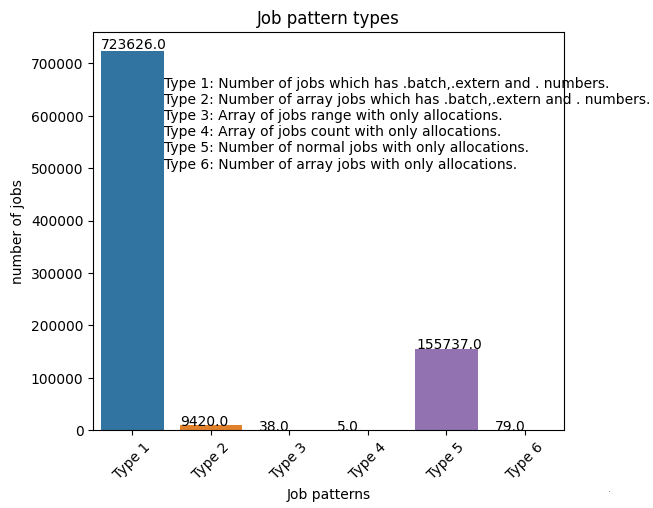 Job pattern types
723626.0
700000
Type 1: Number of jobs which has .batch,.extern and . numbers.
Type 2: Number of array jobs which has .batch,.extern and . numbers.
600000
Type 3: Array of jobs range with only allocations.
Type 4: Array of jobs count with only allocations.
Type 5: Number of normal jobs with only allocations.
500000
Type 6: Number of array jobs with only allocations.
number of jobs
400000
300000
200000
155737.0
100000
9420.0
38.0
5.0
79.0
0
Type 1
Type 2
Type 3
Type 4
Type 5
Type 6
Job patterns